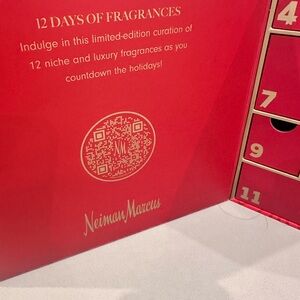 12 DAYS OF FRAGRANCES
Indulge in this limited-edition curation of
12 niche and luxury fragrances as you
countdown the holidays!
NM
Neiman Marcus
4
7
9
11